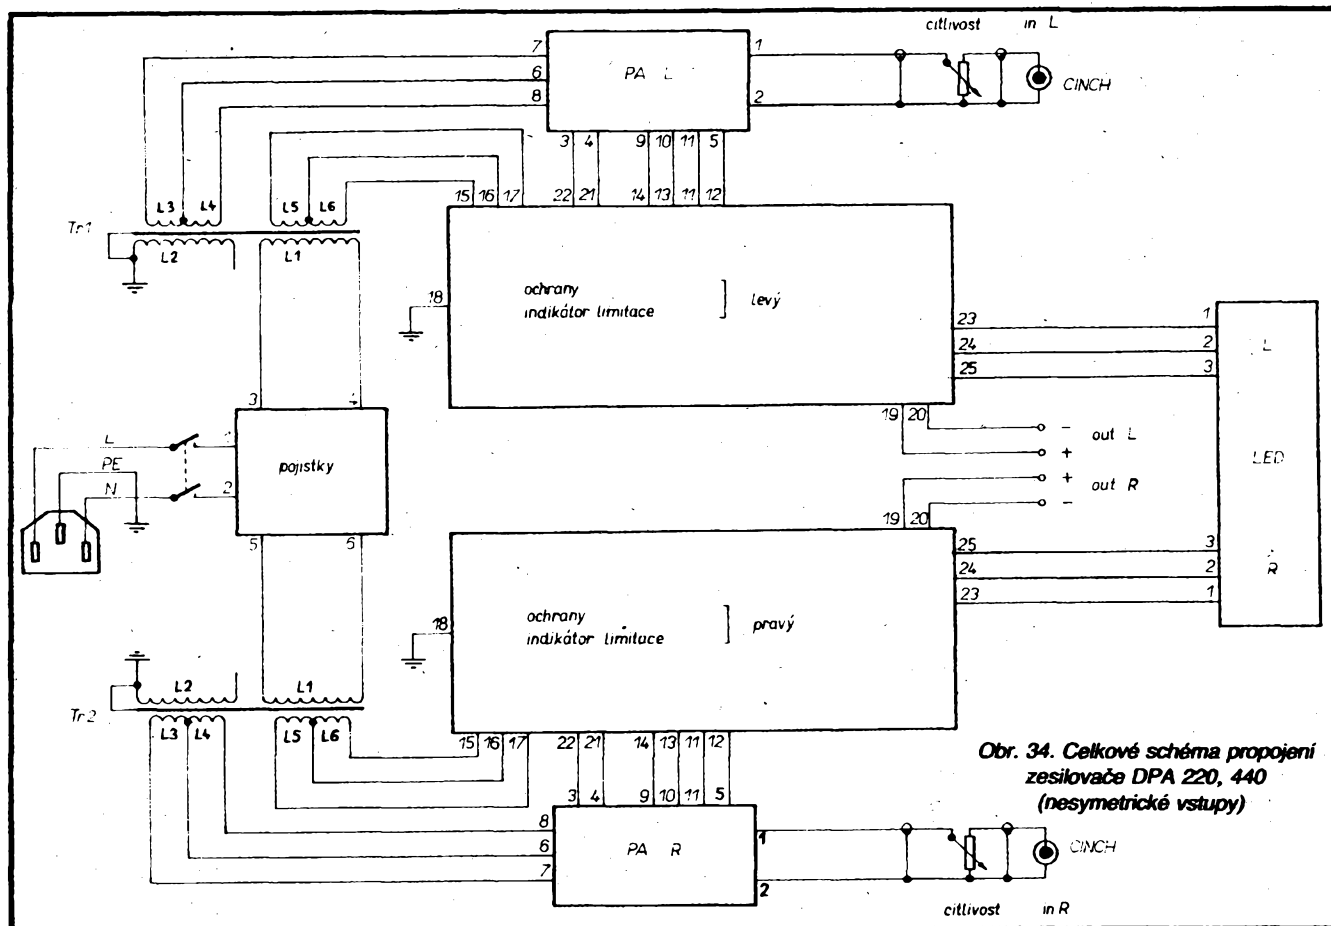 citlivost in L
7 PA L 1
6
8 2 CINCH
3 4 9 10 11 5
15 16 17 22 21 14 13 11 12
L3 L4 L5 L6
Tr1
L2 L1
18 ochrany
indikátor limitace levý
23 1
24 2 L
25 3
19 20
3 4
L
PE pojistky
N 2
5 6
- out L
+
+ out R
-
LED
19 20
25 3
24 2 R
23 1
18 ochrany
indikátor limitace pravý
L2 L1
Tr2
L3 L4 L5 L6
15 16 17 22 21 14 13 11 12
3 4 9 10 11 5
8 1
6 PA R
7 2
CINCH
citlivost in R
Obr. 34. Celkové schéma propojení
zesilovače DPA 220, 440
(nesymetrické vstupy)